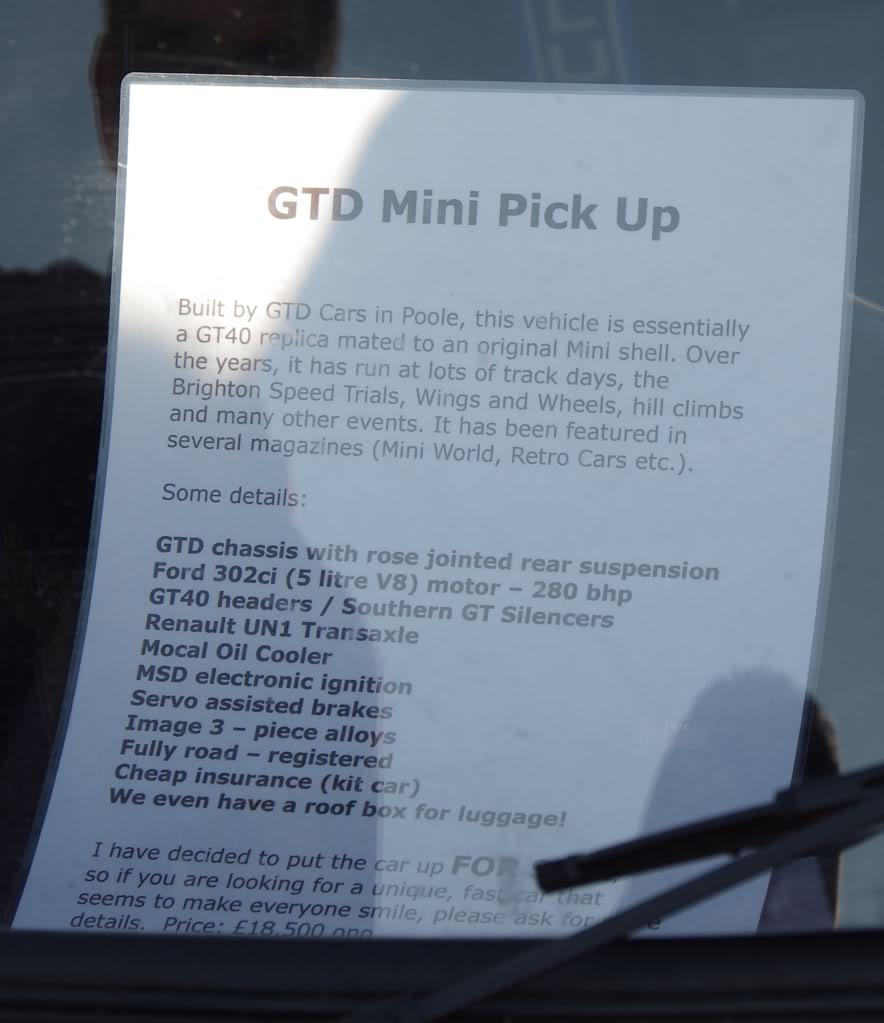 GTD Mini Pick Up
Built by GTD Cars in Poole, this vehicle is essentially
a GT40 replica mated to an original Mini shell. Over
the years, it has run at lots of track days, the
Brighton Speed Trials, Wings and Wheels, hill climbs
and many other events. It has been featured in
several magazines (Mini World, Retro Cars etc.).
Some details:
GTD chassis with rose jointed rear suspension
Ford 302ci (5 litre V8) motor – 280 bhp
GT40 headers / Southern GT Silencers
Renault UN1 Transaxle
Mocal Oil Cooler
MSD electronic ignition
Servo assisted brakes
Image 3 – piece alloys
Fully road – registered
Cheap insurance (kit car)
We even have a roof box for luggage!
I have decided to put the car up FOR
so if you are looking for a unique, fast car that
seems to make everyone smile, please ask for
details. Price: £18,500 ono